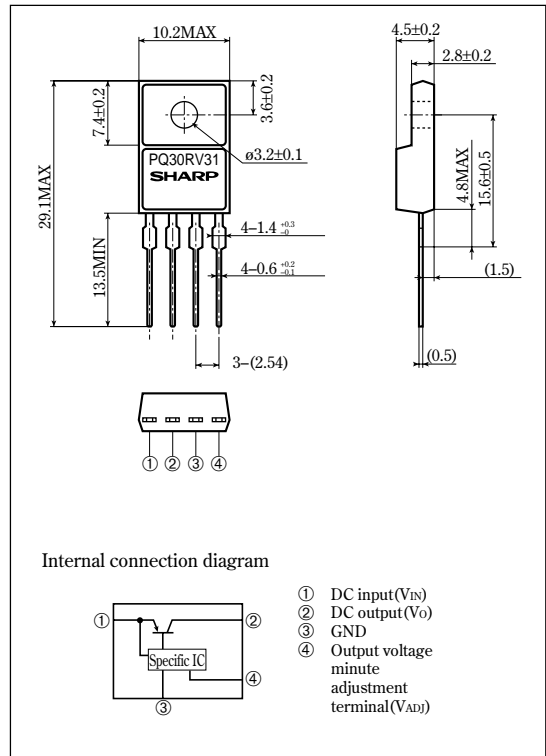 10.2MAX
4.5±0.2
2.8±0.2
7.4±0.2
3.6±0.2
ø3.2±0.1
PQ30RV31
SHARP
29.1MAX
4.8MAX
15.6±0.5
13.5MIN
4–1.4 +0.3 –0
4–0.6 +0.2 –0.1
(1.5)
3–(2.54)
(0.5)
① ② ③ ④
Internal connection diagram
① DC input(VIN)
② DC output(VO)
③ GND
④ Output voltage
minute
adjustment
terminal(VADJ)
①
②
Specific IC
④
③